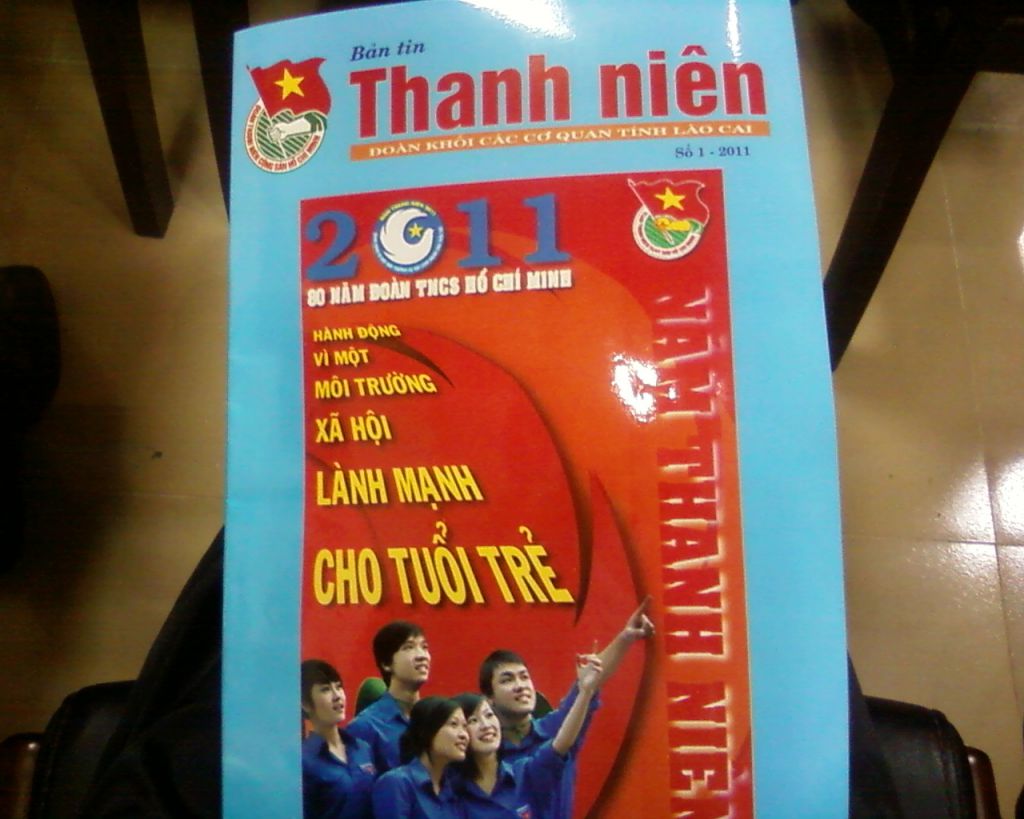 Bản tin
Thanh niên
ĐOÀN KHỐI CÁC CƠ QUAN TỈNH LÀO CAI
Số 1 - 2011
2011
80 NĂM ĐOÀN TNCS HỒ CHÍ MINH
HÀNH ĐỘNG
VÌ MỘT
MÔI TRƯỜNG
XÃ HỘI
LÀNH MẠNH
CHO TUỔI TRẺ
NĂM THANH NIÊN